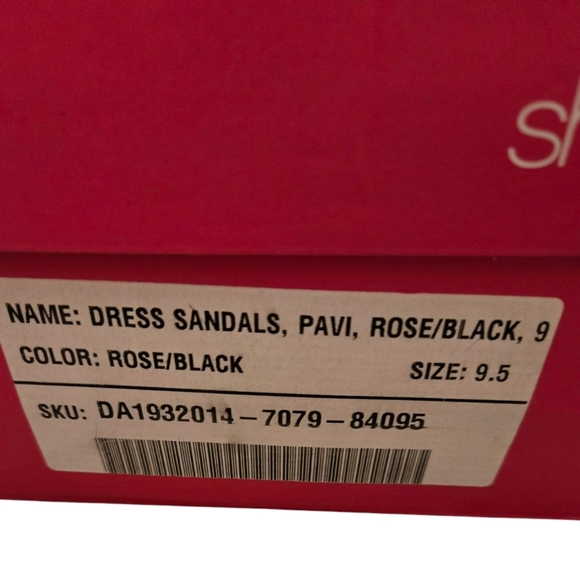 sh
NAME: DRESS SANDALS, PAVI, ROSE/BLACK, 9
COLOR: ROSE/BLACK
SIZE: 9.5
SKU: DA1932014-7079-84095